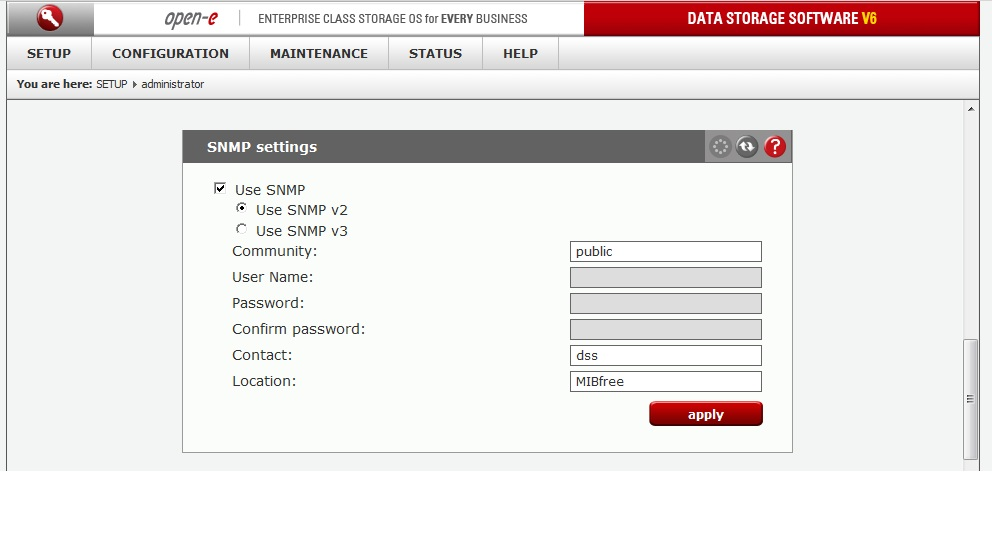 open-e ENTERPRISE CLASS STORAGE OS for EVERY BUSINESS DATA STORAGE SOFTWARE V6
SETUP CONFIGURATION MAINTENANCE STATUS HELP
You are here: SETUP administrator
SNMP settings ?
Use SNMP
Use SNMP v2
Use SNMP v3
Community: public
User Name:
Password:
Confirm password:
Contact: dss
Location: MIBfree
apply